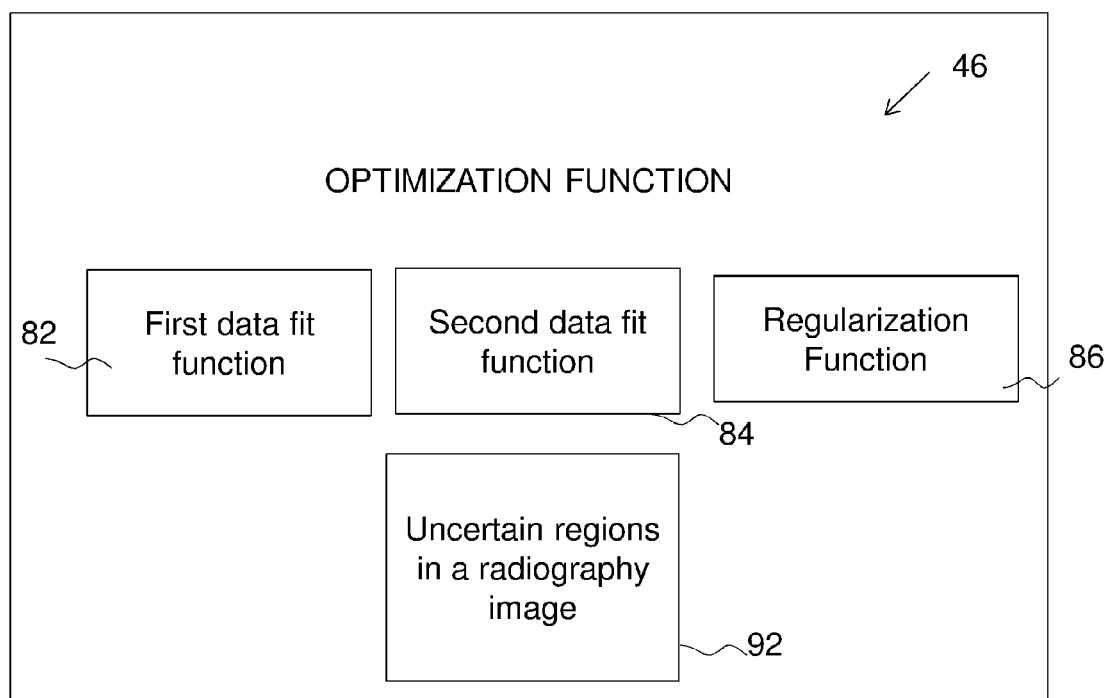 46
OPTIMIZATION FUNCTION
82
First data fit
function
Second data fit
function
84
Regularization
Function
86
Uncertain regions
in a radiography
image
92